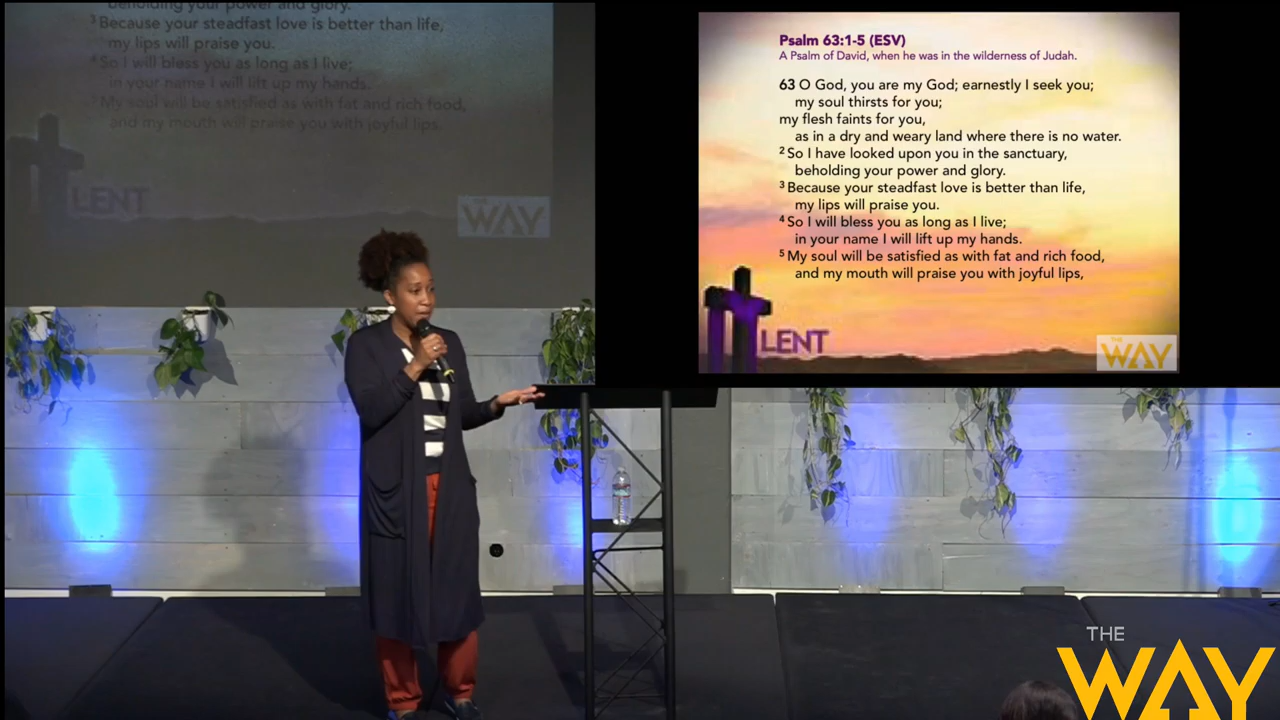 beholding your power and glory.
3 Because your steadfast love is better than life,
my lips will praise you.
4 So I will bless you as long as I live;
in your name I will lift up my hands.
5 My soul will be satisfied as with fat and rich food,
and my mouth will praise you with joyful lips,
LENT
THE
WAY
Psalm 63:1-5 (ESV)
A Psalm of David, when he was in the wilderness of Judah.
63 O God, you are my God; earnestly I seek you;
my soul thirsts for you;
my flesh faints for you,
as in a dry and weary land where there is no water.
2 So I have looked upon you in the sanctuary,
beholding your power and glory.
3 Because your steadfast love is better than life,
my lips will praise you.
4 So I will bless you as long as I live;
in your name I will lift up my hands.
5 My soul will be satisfied as with fat and rich food,
and my mouth will praise you with joyful lips,
LENT
THE
WAY
THE
WAY